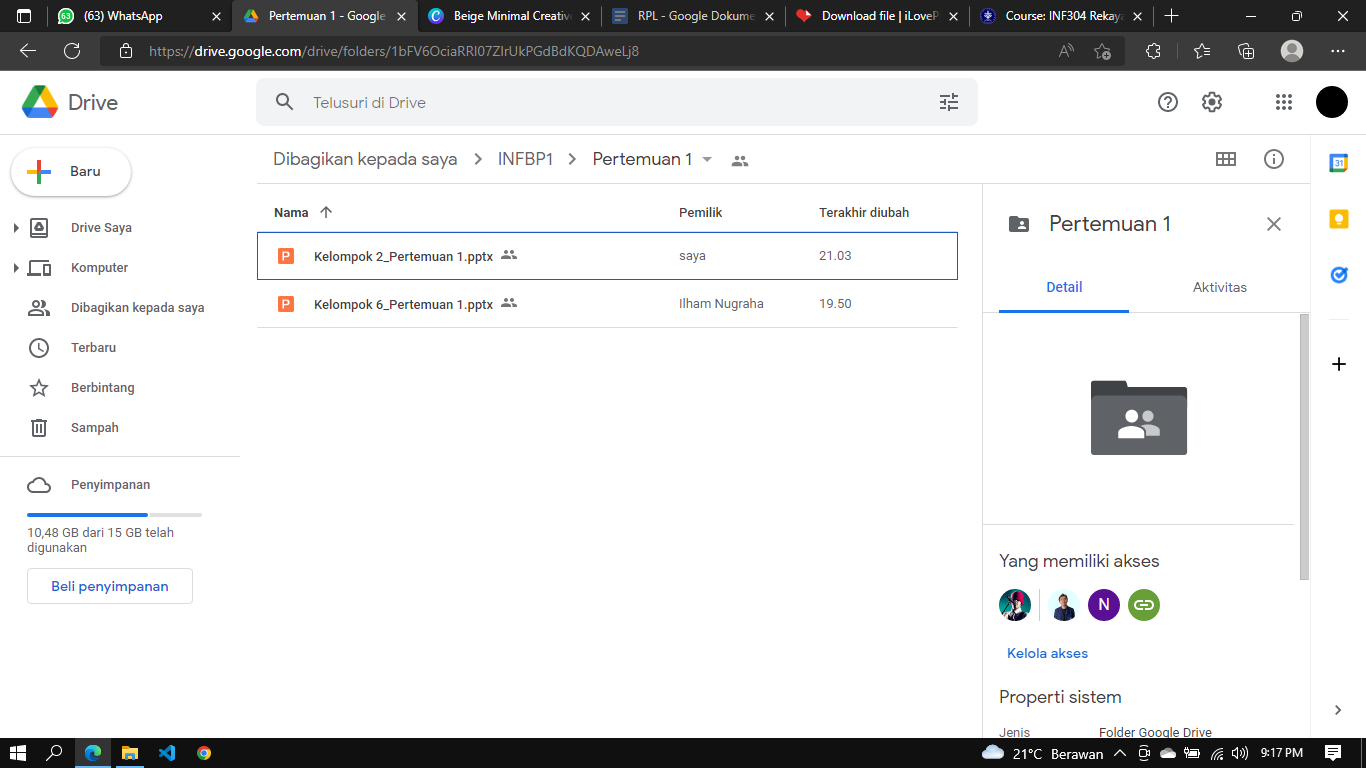 (63) WhatsApp
Pertemuan 1 - Google
Beige Minimal Creative
RPL - Google Dokume
Download file | iLoveP
Course: INF304 Rekaya
https://drive.google.com/drive/folders/1bFV6OciaRRI07ZIrUkPGdBdKQDAweLj8
Drive
Telusuri di Drive
Baru
Dibagikan kepada saya
INFBP1
Pertemuan 1
31
Nama
Pemilik
Terakhir diubah
Pertemuan 1
Drive Saya
P Kelompok 2_Pertemuan 1.pptx
saya
21.03
Komputer
Detail
Aktivitas
Dibagikan kepada saya
P Kelompok 6_Pertemuan 1.pptx
Ilham Nugraha
19.50
Terbaru
Berbintang
Sampah
Penyimpanan
10,48 GB dari 15 GB telah
digunakan
Beli penyimpanan
Yang memiliki akses
N
Kelola akses
Properti sistem
Jenis
Folder Google Drive
21°C Berawan
9:17 PM